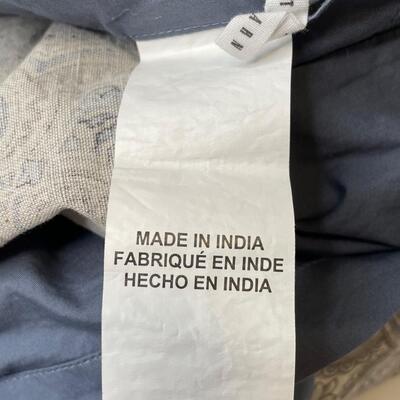 MADE IN INDIA
FABRIQUÉ EN INDE
HECHO EN INDIA